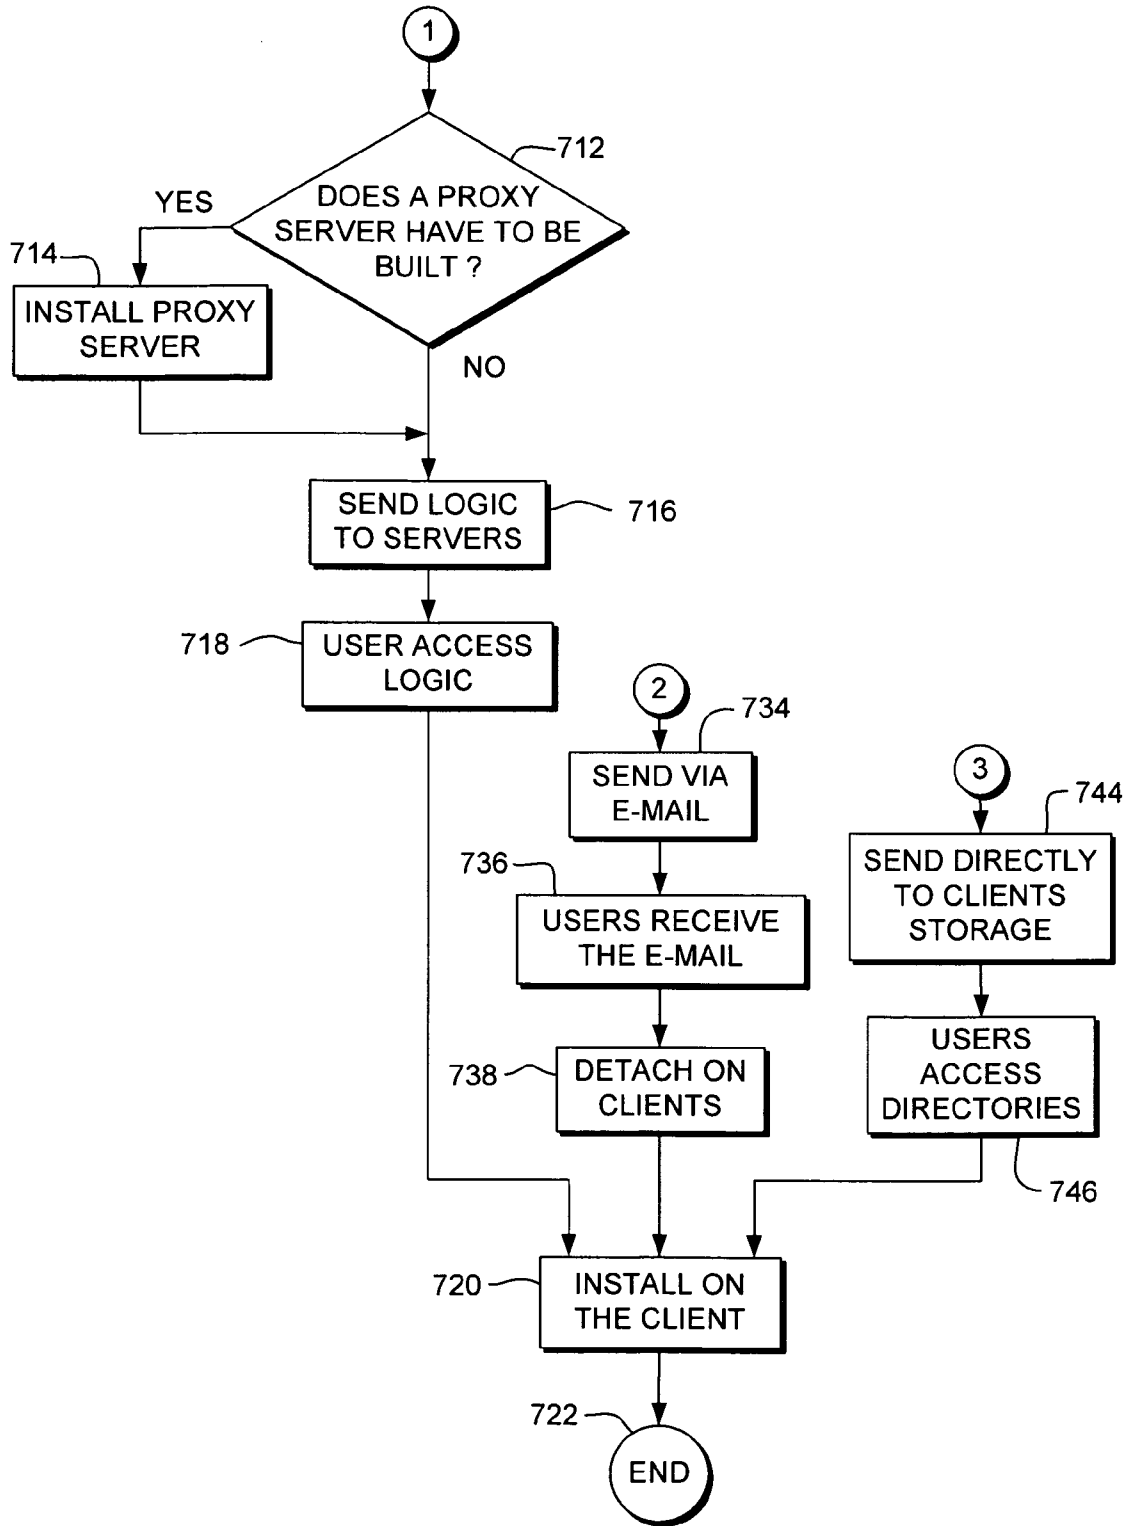 1
712
DOES A PROXY
SERVER HAVE TO BE
BUILT ?
YES
714
INSTALL PROXY
SERVER
NO
SEND LOGIC
TO SERVERS
716
718
USER ACCESS
LOGIC
2
734
SEND VIA
E-MAIL
736
USERS RECEIVE
THE E-MAIL
738
DETACH ON
CLIENTS
3
744
SEND DIRECTLY
TO CLIENTS
STORAGE
USERS
ACCESS
DIRECTORIES
746
720
INSTALL ON
THE CLIENT
722
END